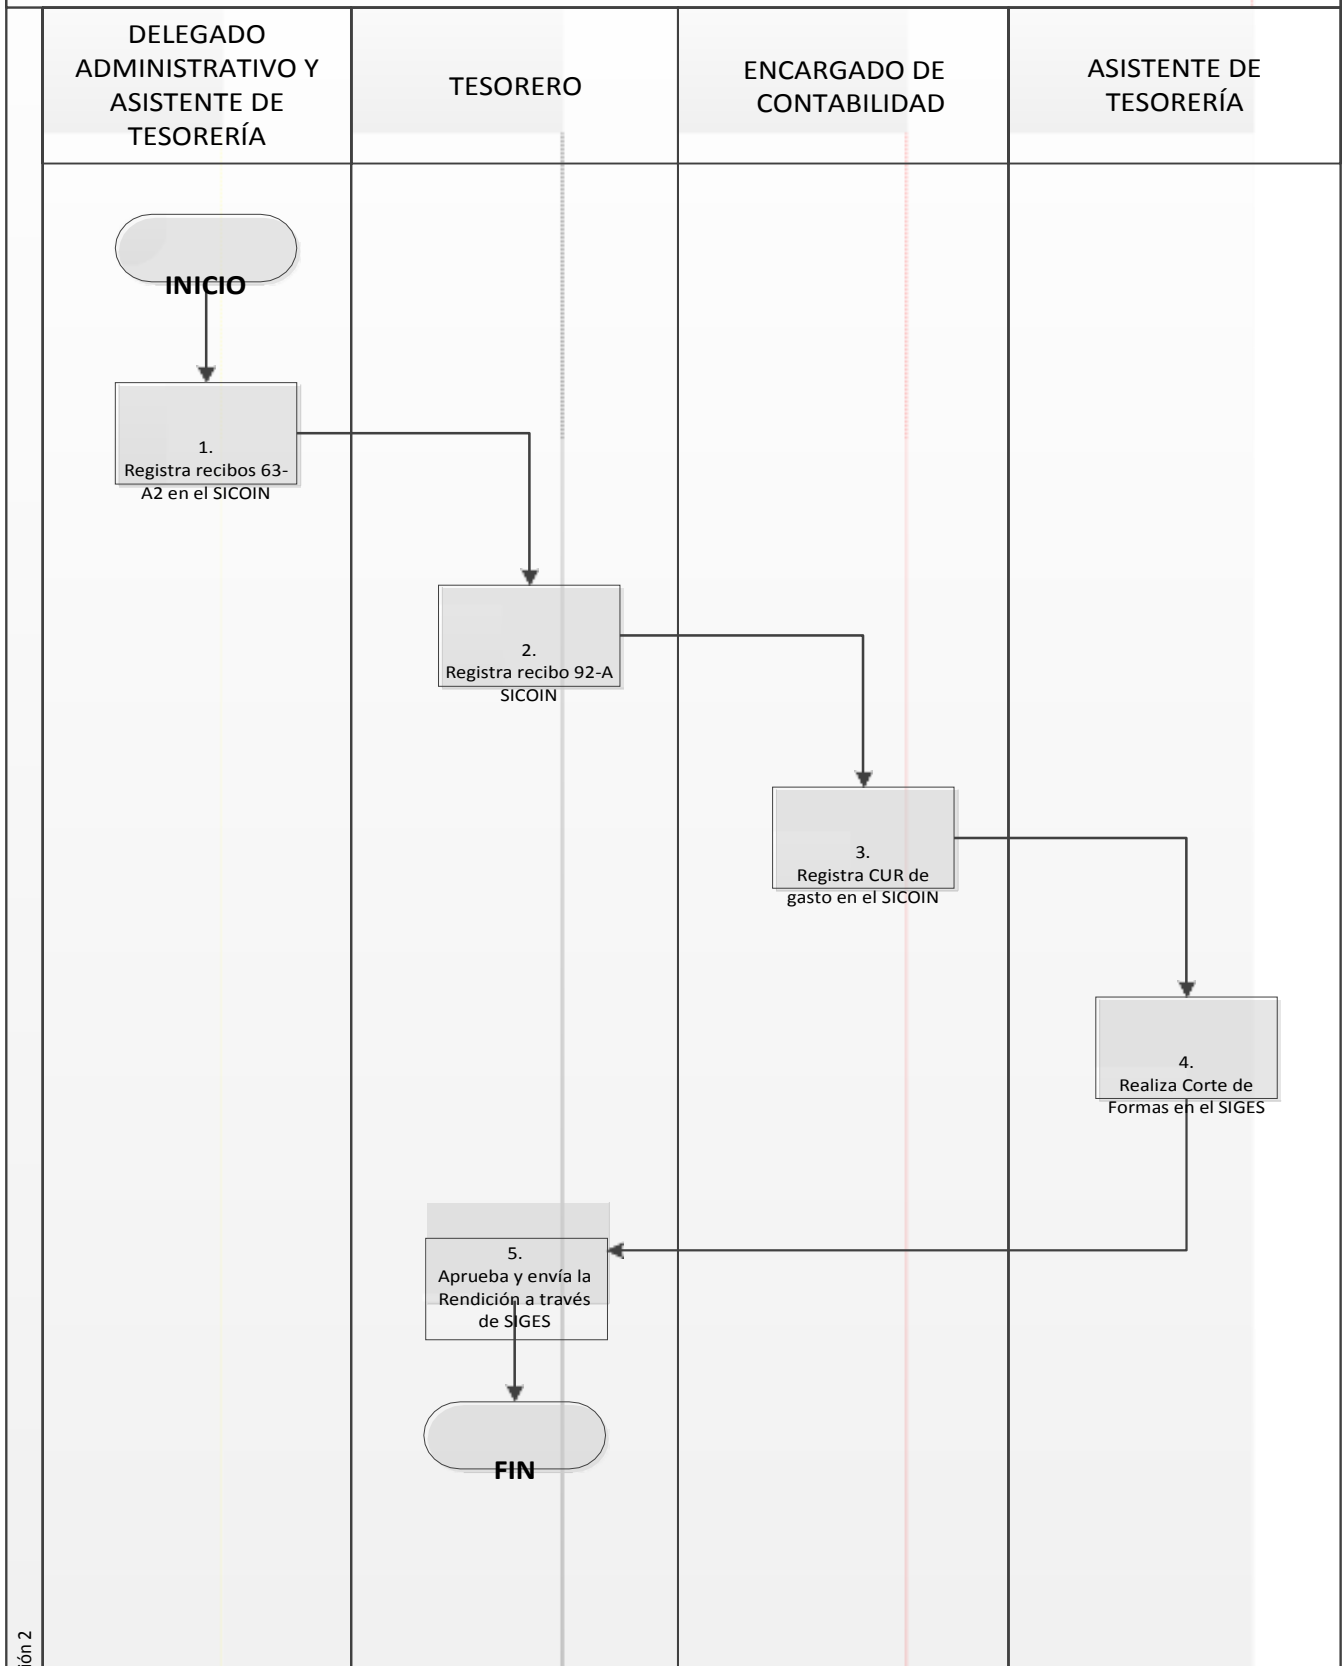 DELEGADO
ADMINISTRATIVO Y
ASISTENTE DE
TESORERÍA
TESORERO
ENCARGADO DE
CONTABILIDAD
ASISTENTE DE
TESORERÍA
INICIO
1.
Registra recibos 63-
A2 en el SICOIN
2.
Registra recibo 92-A
SICOIN
3.
Registra CUR de
gasto en el SICOIN
4.
Realiza Corte de
Formas en el SIGES
5.
Aprueba y envía la
Rendición a través
de SIGES
FIN
ión 2